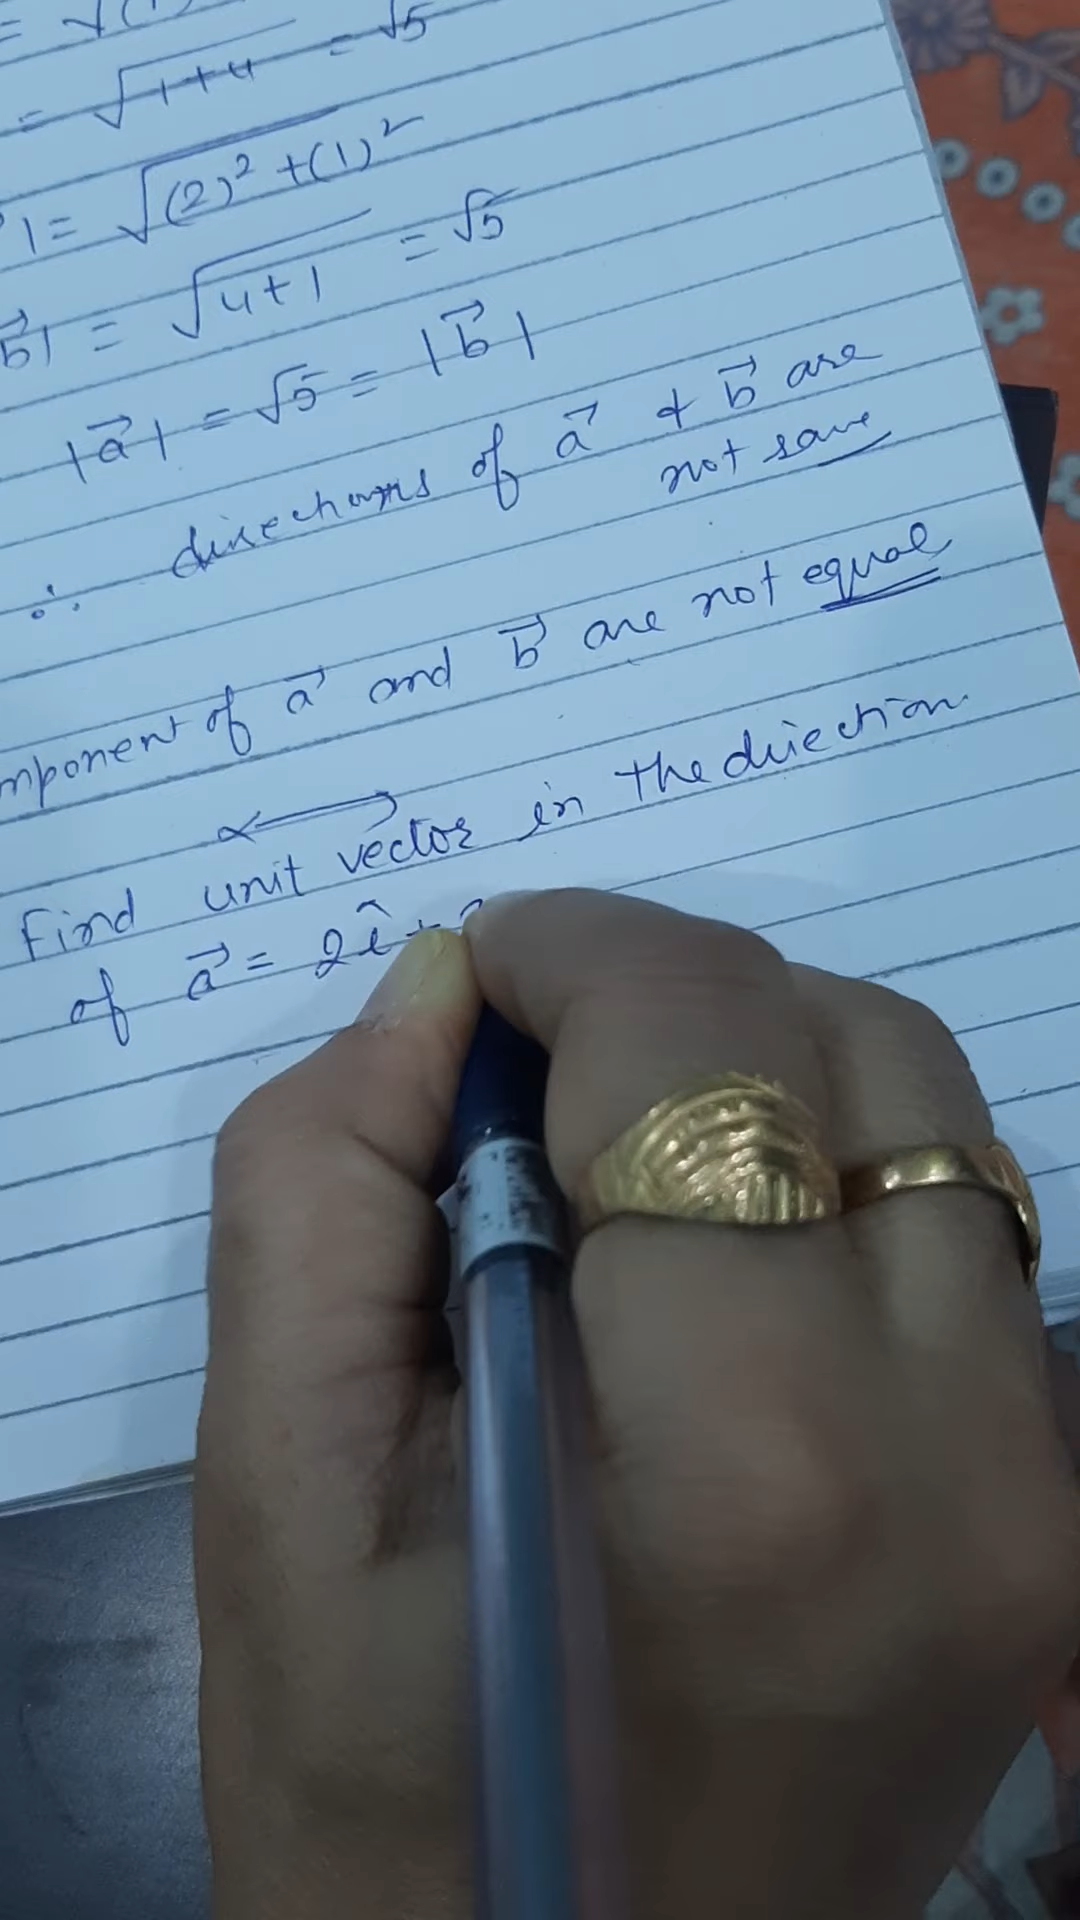 = √(1)
= √1+4 = √5
| = √(2)² + (1)²
b⃗| = √4+1 = √5
|a⃗| = √5 = |b⃗|
∴ directions of a⃗ & b⃗ are
not same
mponent of a⃗ and b⃗ are not equal
Find unit vector in the direction
of a⃗ = 2î +